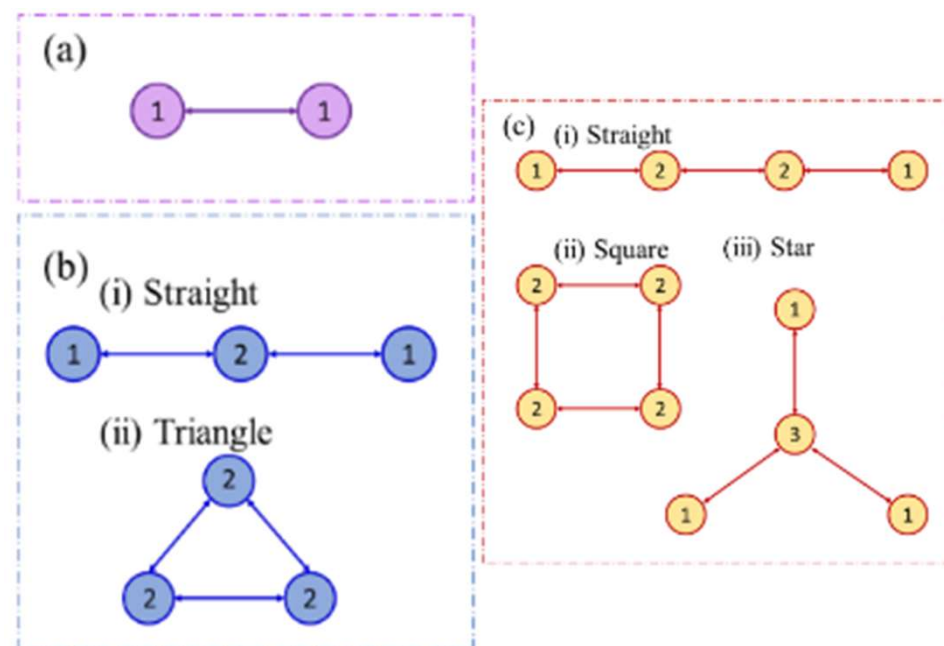 (a)
1 1
(b)
(i) Straight
1 2 1
(ii) Triangle
2
2 2
(c) (i) Straight
1 2 2 1
(ii) Square
2 2
2 2
(iii) Star
1
3
1 1